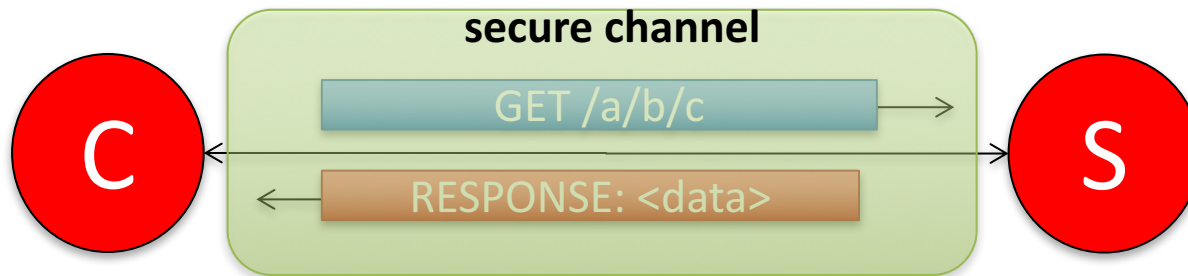 secure channel
GET /a/b/c
C
S
RESPONSE: <data>